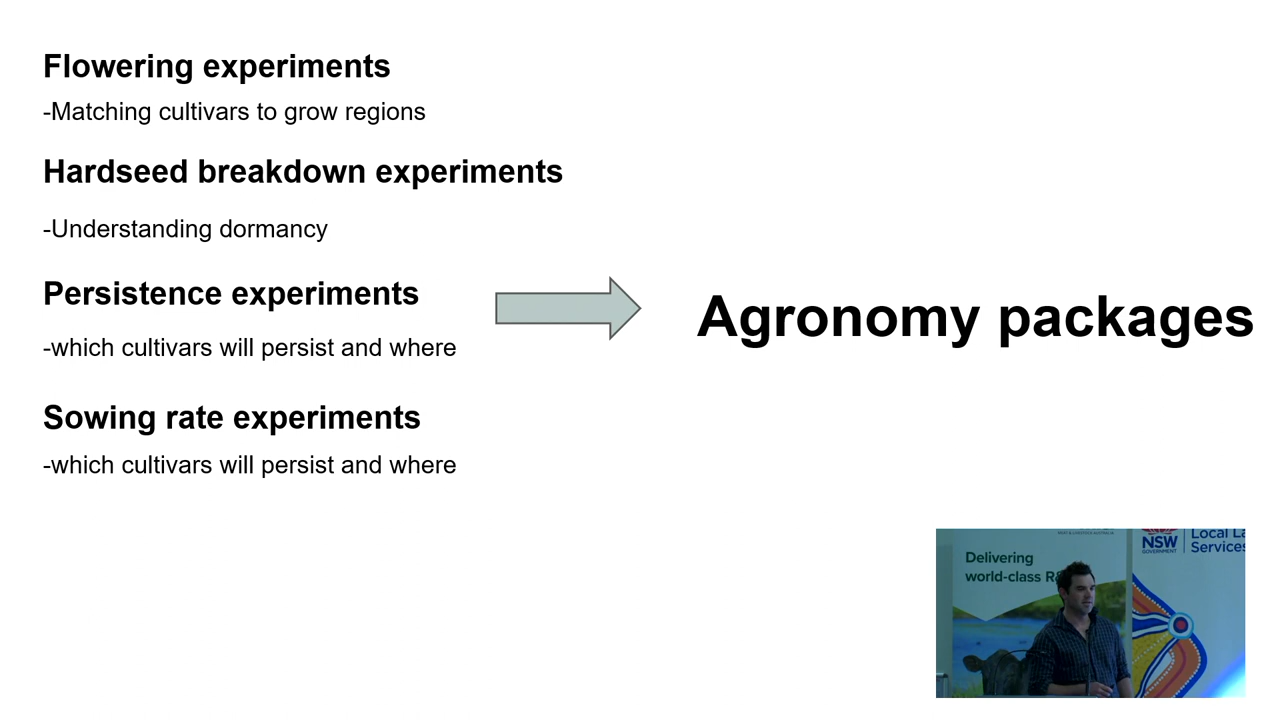 Flowering experiments
-Matching cultivars to grow regions
Hardseed breakdown experiments
-Understanding dormancy
Persistence experiments
-which cultivars will persist and where
Sowing rate experiments
-which cultivars will persist and where
Agronomy packages
Delivering
world-class
NSW
GOVERNMENT
Local
Services